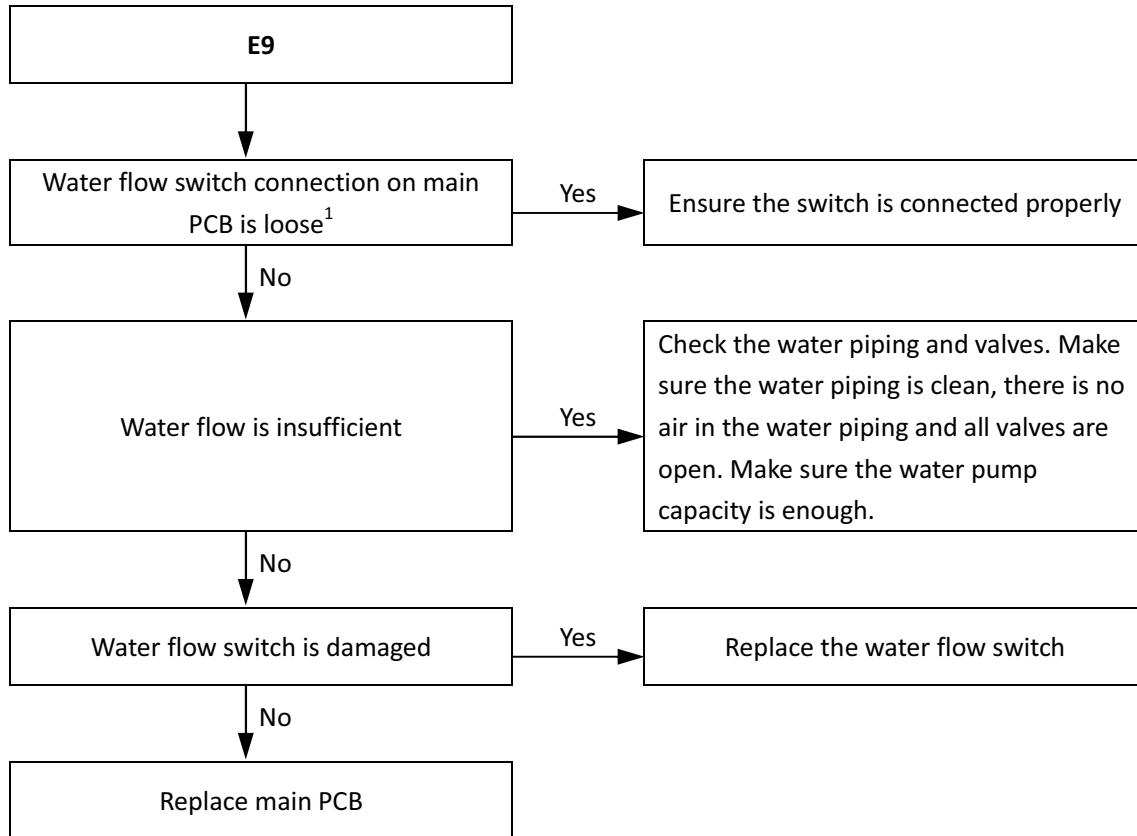 E9
Water flow switch connection on main
PCB is loose1
Yes
Ensure the switch is connected properly
No
Water flow is insufficient
Yes
Check the water piping and valves. Make
sure the water piping is clean, there is no
air in the water piping and all valves are
open. Make sure the water pump
capacity is enough.
No
Water flow switch is damaged
Yes
Replace the water flow switch
No
Replace main PCB